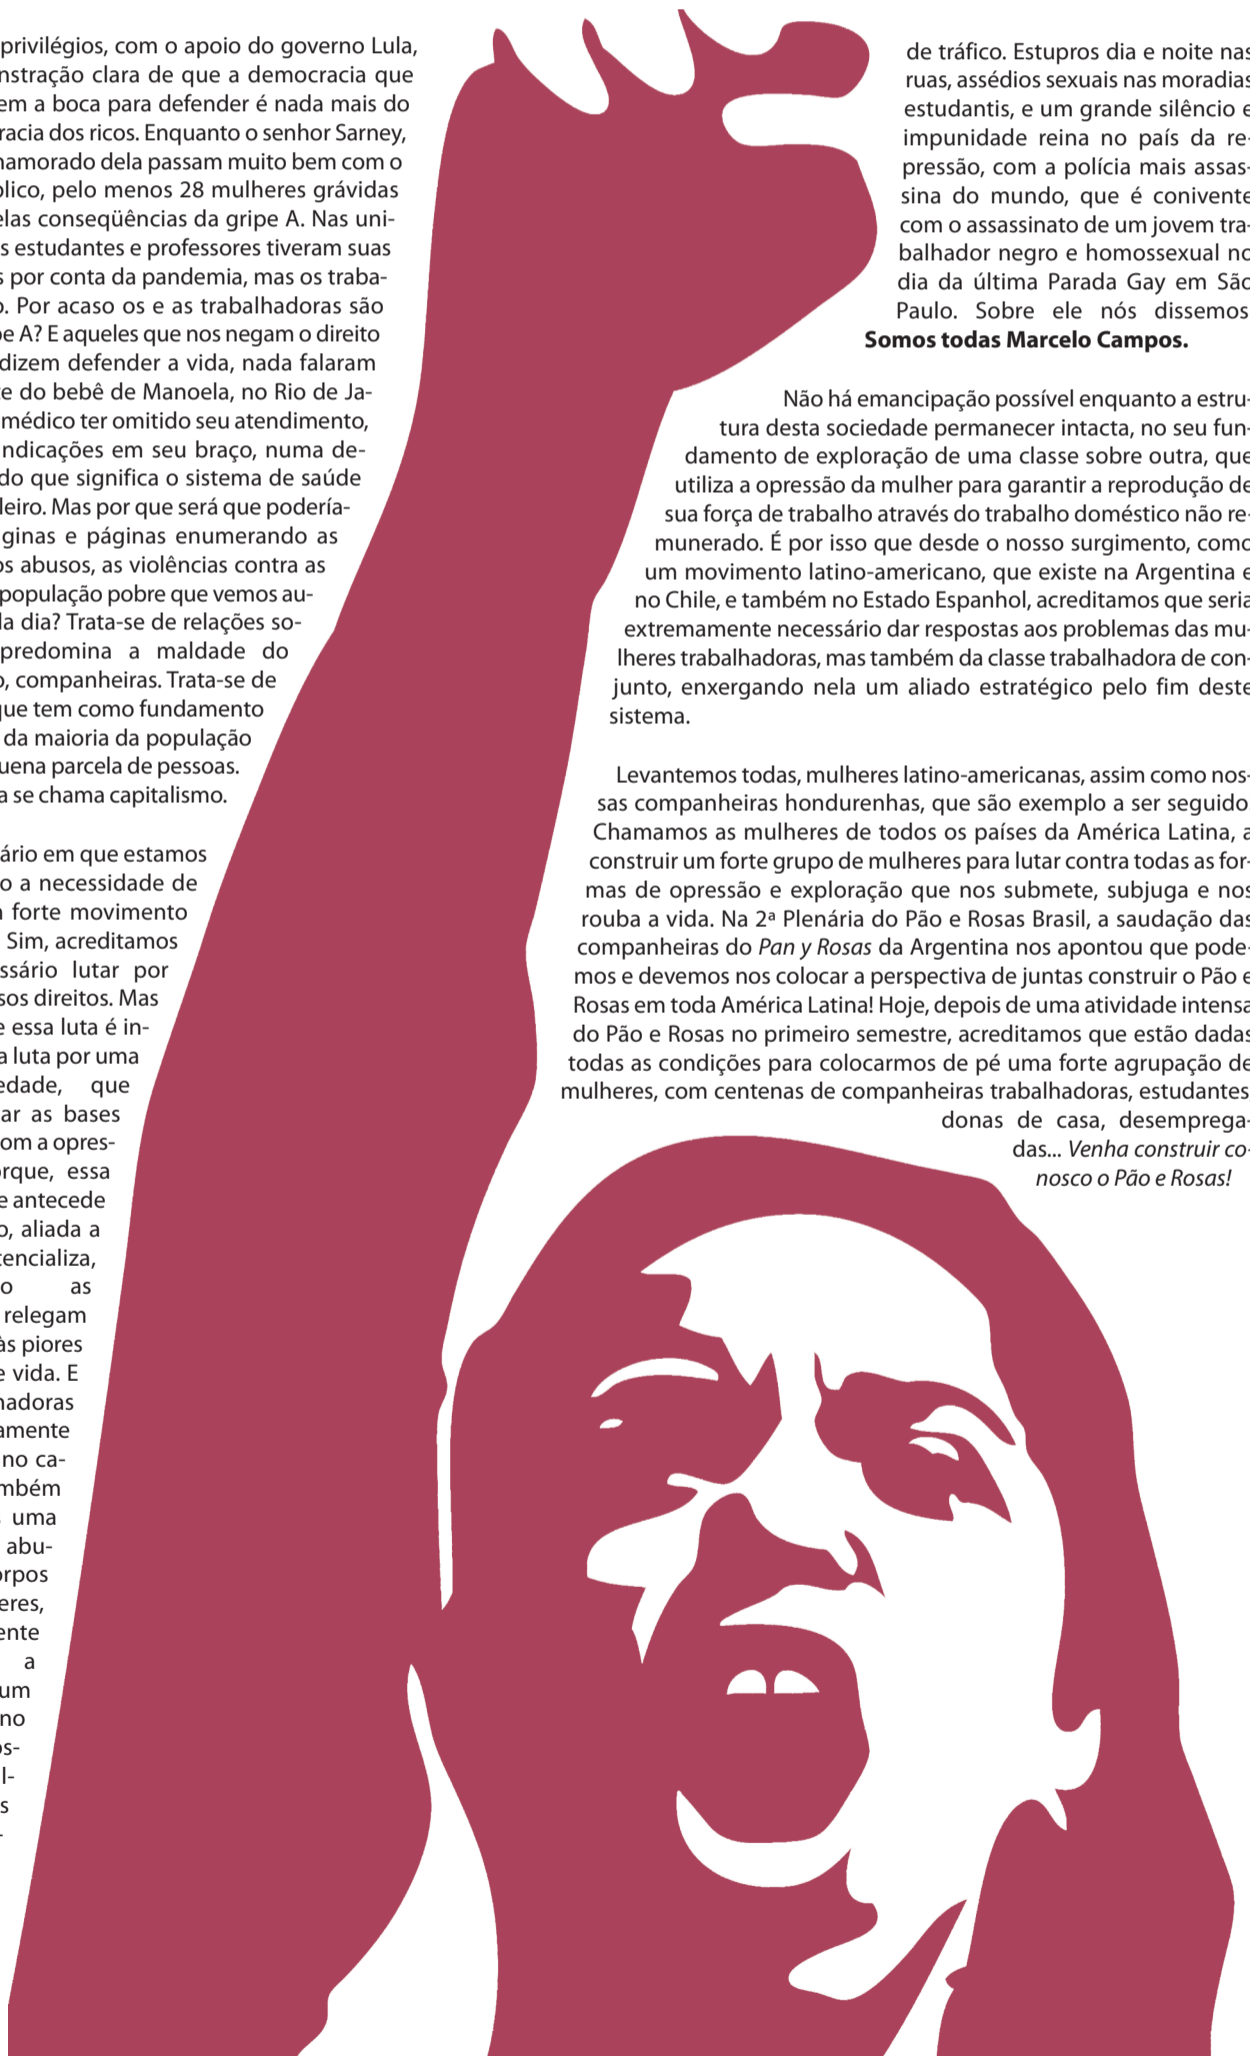 privilégios, com o apoio do governo Lula,
nstração clara de que a democracia que
em a boca para defender é nada mais do
racia dos ricos. Enquanto o senhor Sarney,
namorado dela passam muito bem com o
blico, pelo menos 28 mulheres grávidas
elas conseqüências da gripe A. Nas uni-
s estudantes e professores tiveram suas
s por conta da pandemia, mas os traba-
o. Por acaso os e as trabalhadoras são
pe A? E aqueles que nos negam o direito
dizem defender a vida, nada falaram
te do bebê de Manoela, no Rio de Ja-
médico ter omitido seu atendimento,
indicações em seu braço, numa de-
do que significa o sistema de saúde
leiro. Mas por que será que podería-
ginas e páginas enumerando as
os abusos, as violências contra as
população pobre que vemos au-
la dia? Trata-se de relações so-
predomina a maldade do
o, companheiras. Trata-se de
que tem como fundamento
da maioria da população
uena parcela de pessoas.
a se chama capitalismo.
ário em que estamos
o a necessidade de
n forte movimento
Sim, acreditamos
ssário lutar por
sos direitos. Mas
e essa luta é in-
a luta por uma
edade, que
ar as bases
om a opres-
orque, essa
e antecede
o, aliada a
tencializa,
o as
relegam
às piores
e vida. E
hadoras
amente
no ca-
mbém
, uma
abu-
orpos
eres,
ente
a
um
no
os-
l-
s
-
de tráfico. Estupros dia e noite nas
ruas, assédios sexuais nas moradias
estudantis, e um grande silêncio e
impunidade reina no país da re-
pressão, com a polícia mais assas-
sina do mundo, que é conivente
com o assassinato de um jovem tra-
balhador negro e homossexual no
dia da última Parada Gay em São
Paulo. Sobre ele nós dissemos
Somos todas Marcelo Campos.
Não há emancipação possível enquanto a estru-
tura desta sociedade permanecer intacta, no seu fun-
damento de exploração de uma classe sobre outra, que
utiliza a opressão da mulher para garantir a reprodução de
sua força de trabalho através do trabalho doméstico não re-
munerado. É por isso que desde o nosso surgimento, como
um movimento latino-americano, que existe na Argentina e
no Chile, e também no Estado Espanhol, acreditamos que seria
extremamente necessário dar respostas aos problemas das mu-
lheres trabalhadoras, mas também da classe trabalhadora de con-
junto, enxergando nela um aliado estratégico pelo fim deste
sistema.
Levantemos todas, mulheres latino-americanas, assim como nos-
sas companheiras hondurenhas, que são exemplo a ser seguido
Chamamos as mulheres de todos os países da América Latina, a
construir um forte grupo de mulheres para lutar contra todas as for-
mas de opressão e exploração que nos submete, subjuga e nos
rouba a vida. Na 2ª Plenária do Pão e Rosas Brasil, a saudação das
companheiras do Pan y Rosas da Argentina nos apontou que pode-
mos e devemos nos colocar a perspectiva de juntas construir o Pão e
Rosas em toda América Latina! Hoje, depois de uma atividade intensa
do Pão e Rosas no primeiro semestre, acreditamos que estão dadas
todas as condições para colocarmos de pé uma forte agrupação de
mulheres, com centenas de companheiras trabalhadoras, estudantes,
donas de casa, desemprega-
das... Venha construir co-
nosco o Pão e Rosas!